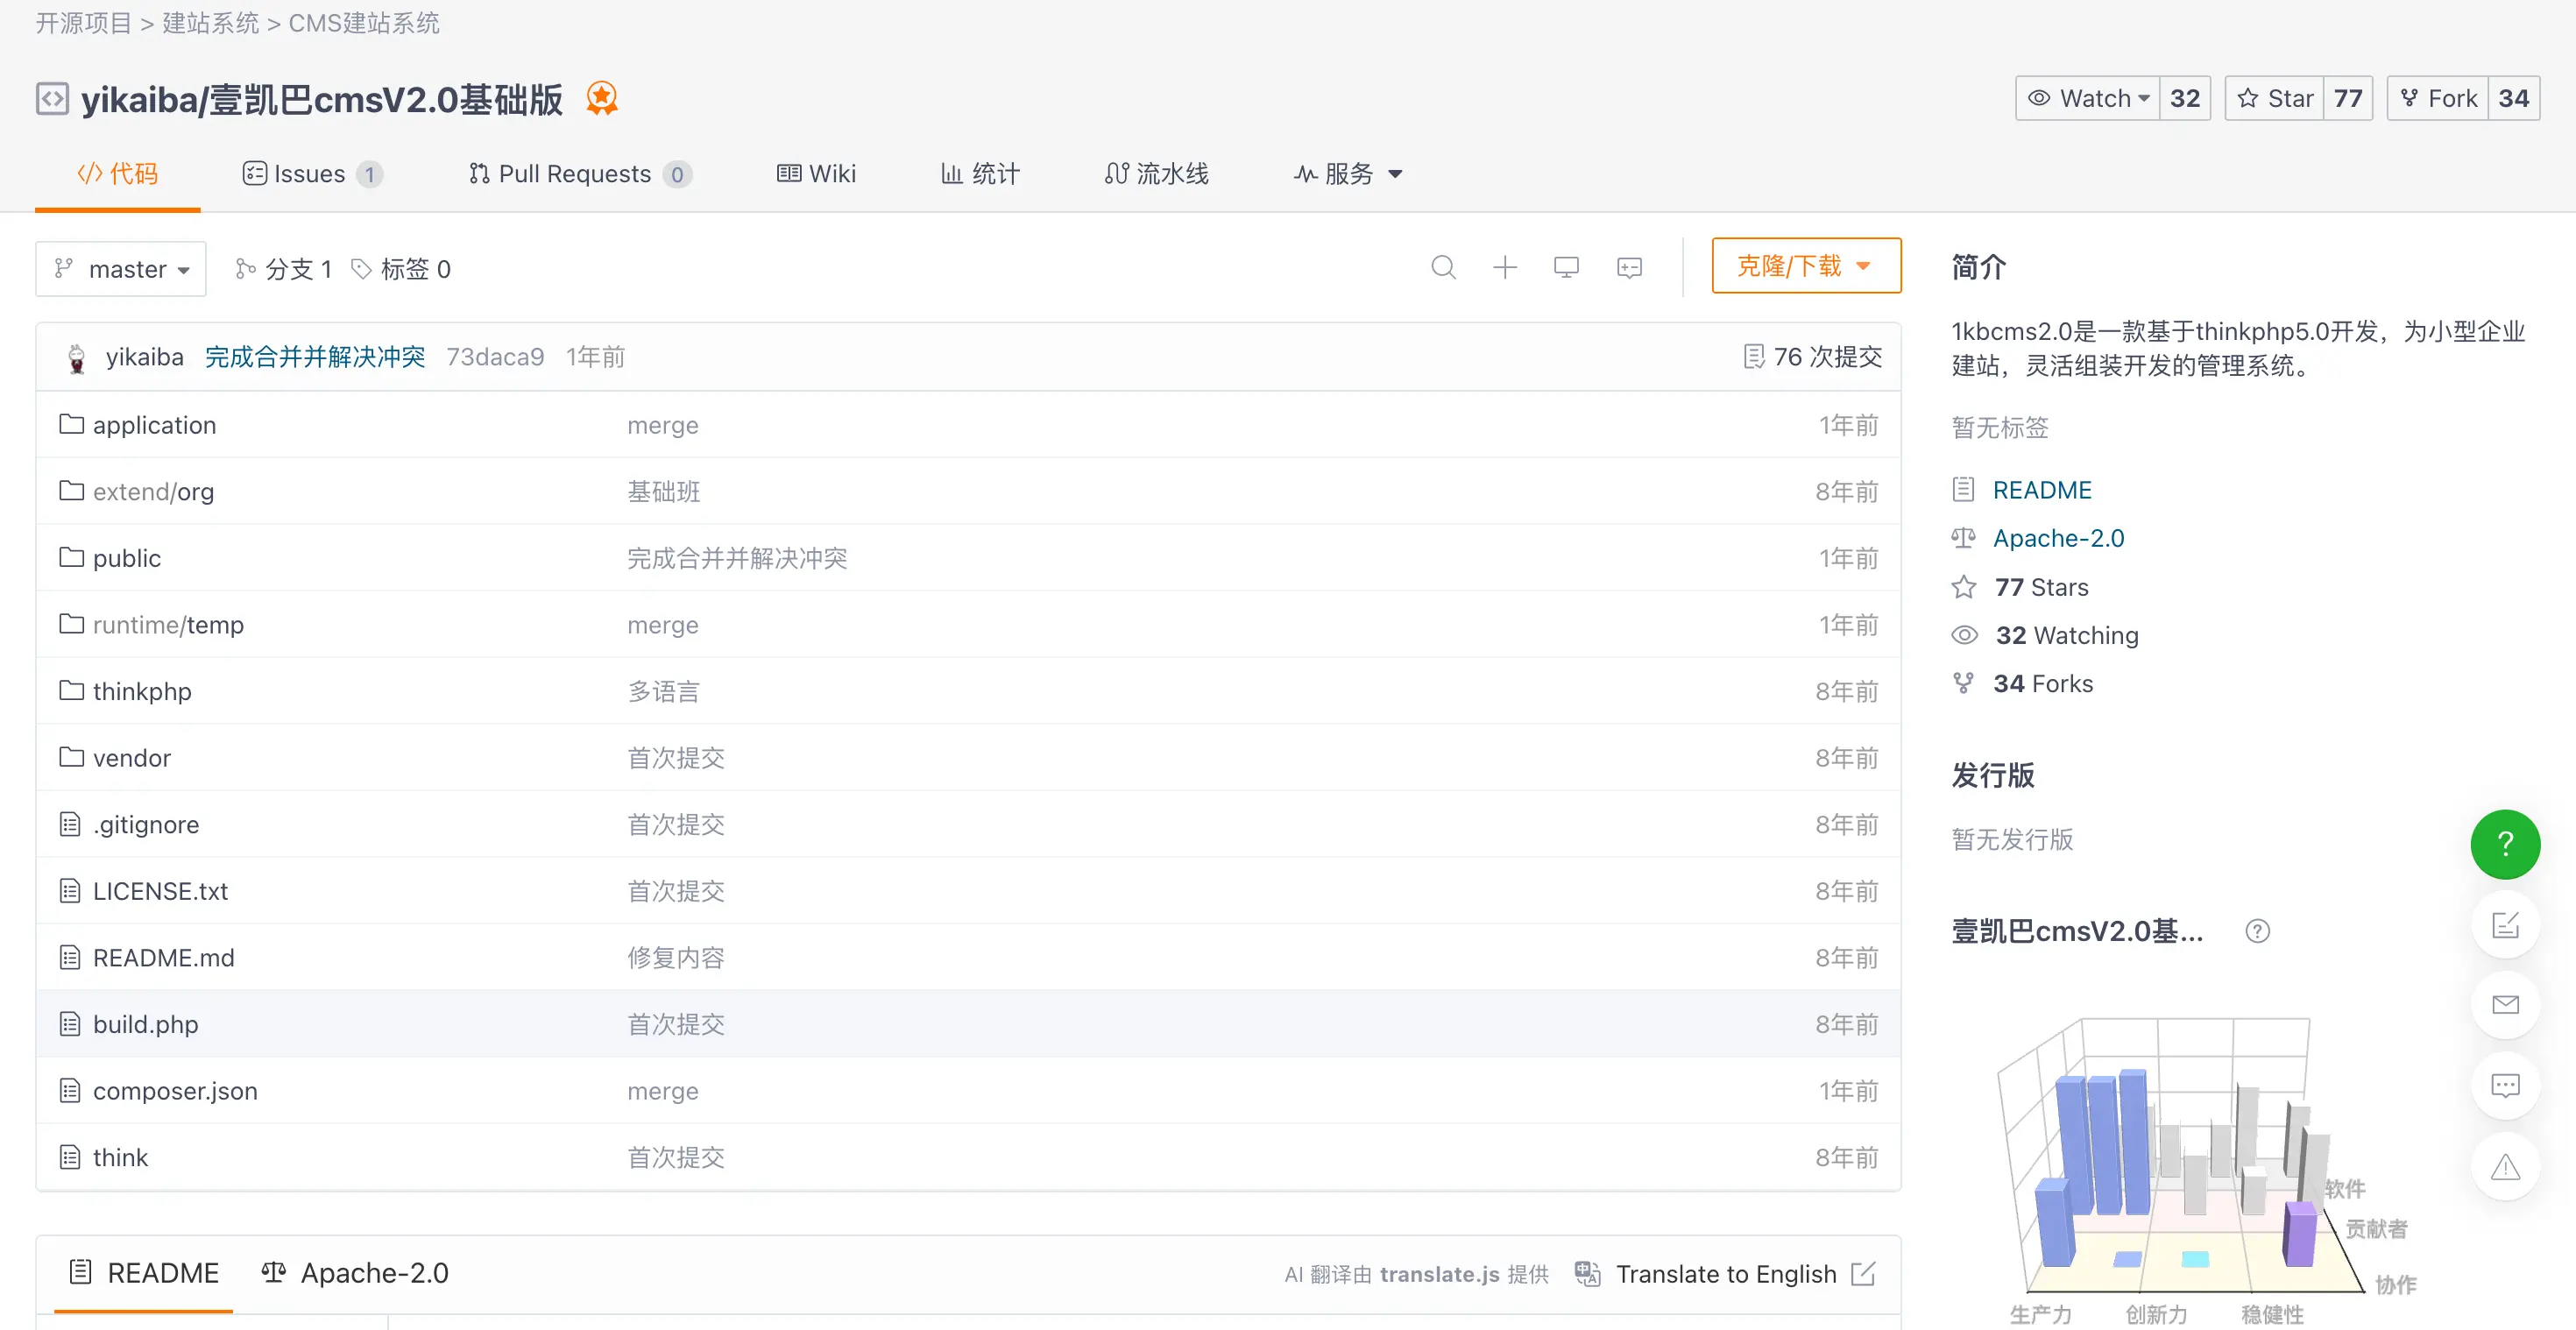 开源项目 > 建站系统 > CMS建站系统
yikaiba/壹凯巴cmsV2.0基础版
Watch 32 Star 77 Fork 34
代码 Issues 1 Pull Requests 0 Wiki 统计 流水线 服务
master 分支 1 标签 0 克隆/下载
yikaiba 完成合并并解决冲突 73daca9 1年前 76 次提交
application merge 1年前
extend/org 基础班 8年前
public 完成合并并解决冲突 1年前
runtime/temp merge 1年前
thinkphp 多语言 8年前
vendor 首次提交 8年前
.gitignore 首次提交 8年前
LICENSE.txt 首次提交 8年前
README.md 修复内容 8年前
build.php 首次提交 8年前
composer.json merge 1年前
think 首次提交 8年前
README Apache-2.0 AI 翻译由 translate.js 提供 Translate to English
简介
1kbcms2.0是一款基于thinkphp5.0开发，为小型企业
建站，灵活组装开发的管理系统。
暂无标签
README
Apache-2.0
77 Stars
32 Watching
34 Forks
发行版
暂无发行版
壹凯巴cmsV2.0基...
软件
贡献者
协作
生产力 创新力 稳健性